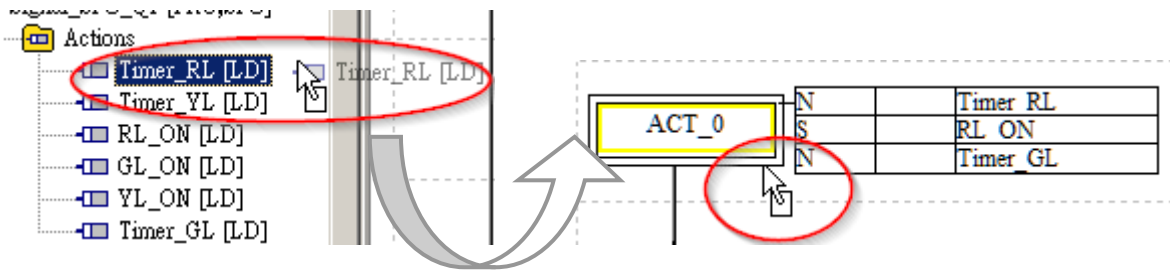 Actions
Timer_RL [LD]
Timer_RL [LD]
Timer_YL [LD]
RL_ON [LD]
GL_ON [LD]
YL_ON [LD]
Timer_GL [LD]
ACT_0
N Timer_RL
S RL_ON
N Timer_GL